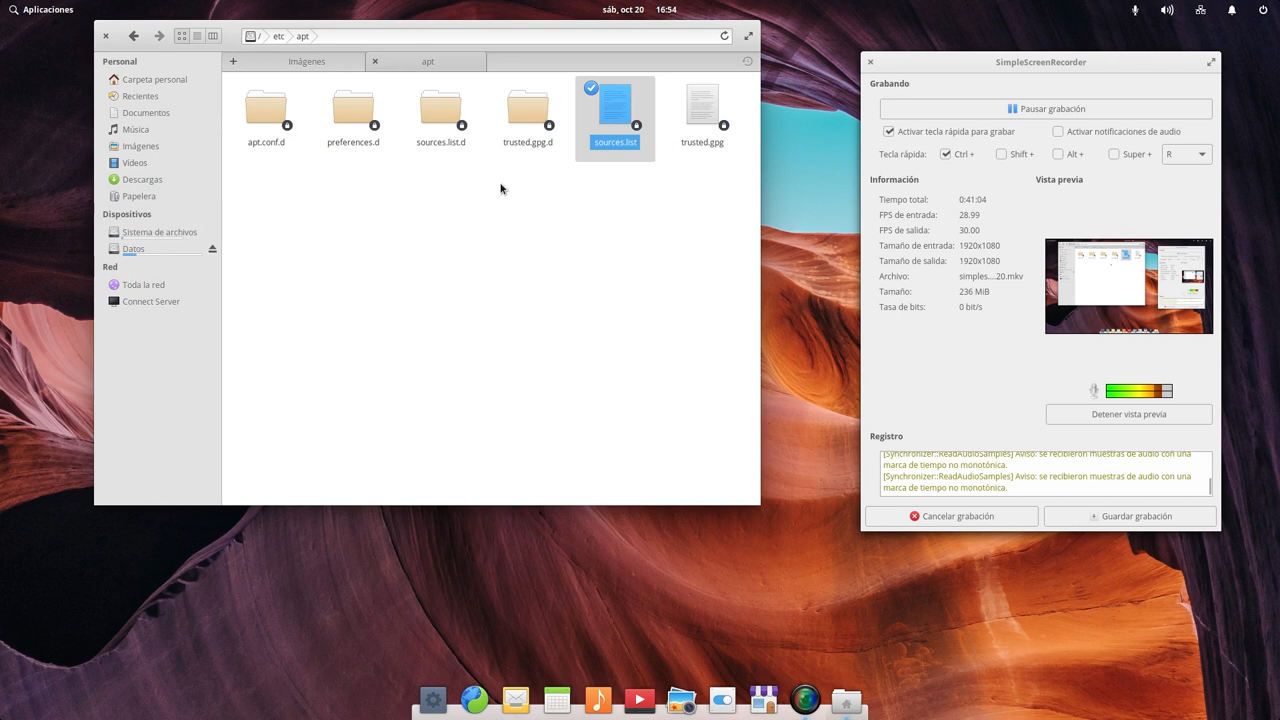 Aplicaciones
sáb, oct 20 16:54
/ etc apt
Personal
Carpeta personal
Recientes
Documentos
Música
Imágenes
Vídeos
Descargas
Papelera
Dispositivos
Sistema de archivos
Datos
Red
Toda la red
Connect Server
Imágenes
apt
apt.conf.d
preferences.d
sources.list.d
trusted.gpg.d
sources.list
trusted.gpg
SimpleScreenRecorder
Grabando
Pausar grabación
Activar tecla rápida para grabar
Activar notificaciones de audio
Tecla rápida: Ctrl + Shift + Alt + Super + R
Información
Vista previa
Tiempo total: 0:41:04
FPS de entrada: 28.99
FPS de salida: 30.00
Tamaño de entrada: 1920x1080
Tamaño de salida: 1920x1080
Archivo: simples....20.mkv
Tamaño: 236 MiB
Tasa de bits: 0 bit/s
Detener vista previa
Registro
[Synchronizer::ReadAudioSamples] Aviso: se recibieron muestras de audio con una
marca de tiempo no monotónica.
[Synchronizer::ReadAudioSamples] Aviso: se recibieron muestras de audio con una
marca de tiempo no monotónica.
Cancelar grabación
Guardar grabación